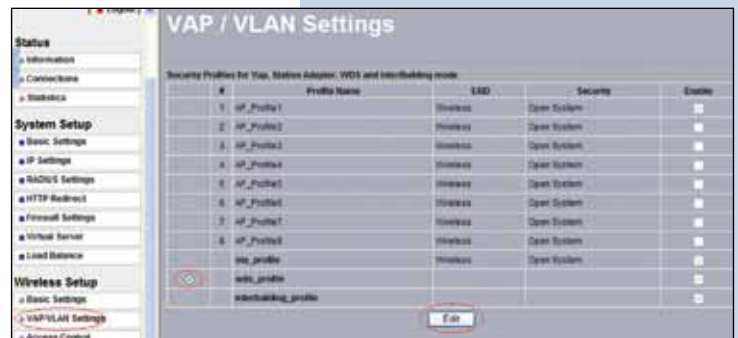 [ Logout ]
VAP / VLAN Settings
Status
Information
Connections
Statistics
System Setup
Basic Settings
IP Settings
RADIUS Settings
HTTP Redirect
Firewall Settings
Virtual Server
Load Balance
Wireless Setup
Basic Settings
VAP/VLAN Settings
Access Control
Security Profiles for Vap, Station Adapter, WDS and InterBuilding mode
# Profile Name SSID Security Enable
1 AP_Profile1 Wireless Open System
2 AP_Profile2 Wireless Open System
3 AP_Profile3 Wireless Open System
4 AP_Profile4 Wireless Open System
5 AP_Profile5 Wireless Open System
6 AP_Profile6 Wireless Open System
7 AP_Profile7 Wireless Open System
8 AP_Profile8 Wireless Open System
sta_profile Wireless Open System
wds_profile
interbuilding_profile
Edit